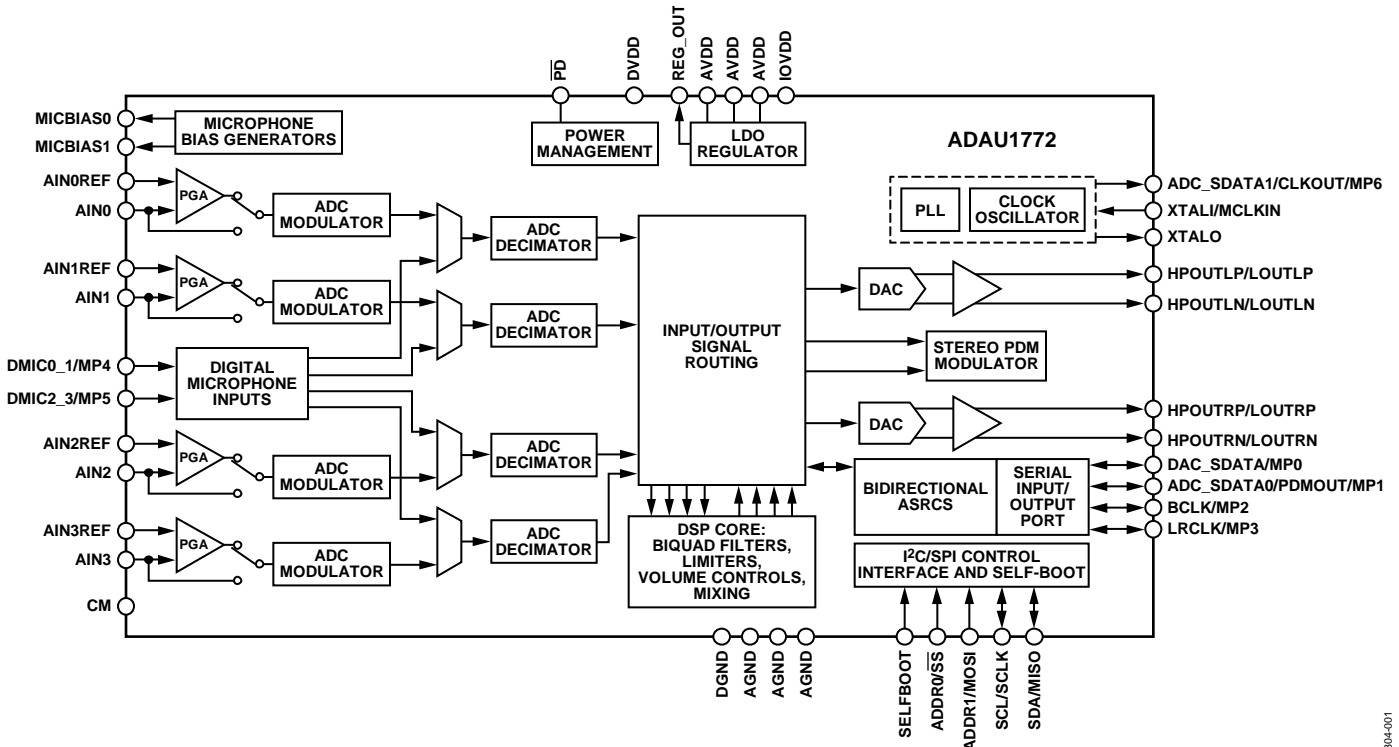 PD
DVDD
REG_OUT
AVDD
AVDD
AVDD
IOVDD
MICBIAS0
MICBIAS1
MICROPHONE
BIAS GENERATORS
POWER
MANAGEMENT
LDO
REGULATOR
ADAU1772
AIN0REF
AIN0
PGA
ADC
MODULATOR
ADC
DECIMATOR
PLL
CLOCK
OSCILLATOR
ADC_SDATA1/CLKOUT/MP6
XTALI/MCLKIN
XTALO
AIN1REF
AIN1
PGA
ADC
MODULATOR
ADC
DECIMATOR
INPUT/OUTPUT
SIGNAL
ROUTING
DAC
HPOUTLP/LOUTLP
HPOUTLN/LOUTLN
DMIC0_1/MP4
DMIC2_3/MP5
DIGITAL
MICROPHONE
INPUTS
STEREO PDM
MODULATOR
AIN2REF
AIN2
PGA
ADC
MODULATOR
ADC
DECIMATOR
DAC
HPOUTRP/LOUTRP
HPOUTRN/LOUTRN
BIDIRECTIONAL
ASRCS
SERIAL
INPUT/
OUTPUT
PORT
DAC_SDATA/MP0
ADC_SDATA0/PDMOUT/MP1
BCLK/MP2
LRCLK/MP3
AIN3REF
AIN3
PGA
ADC
MODULATOR
ADC
DECIMATOR
DSP CORE:
BIQUAD FILTERS,
LIMITERS,
VOLUME CONTROLS,
MIXING
I²C/SPI CONTROL
INTERFACE AND SELF-BOOT
CM
DGND
AGND
AGND
AGND
SELFBOOT
ADDR0/SS
ADDR1/MOSI
SCL/SCLK
SDA/MISO